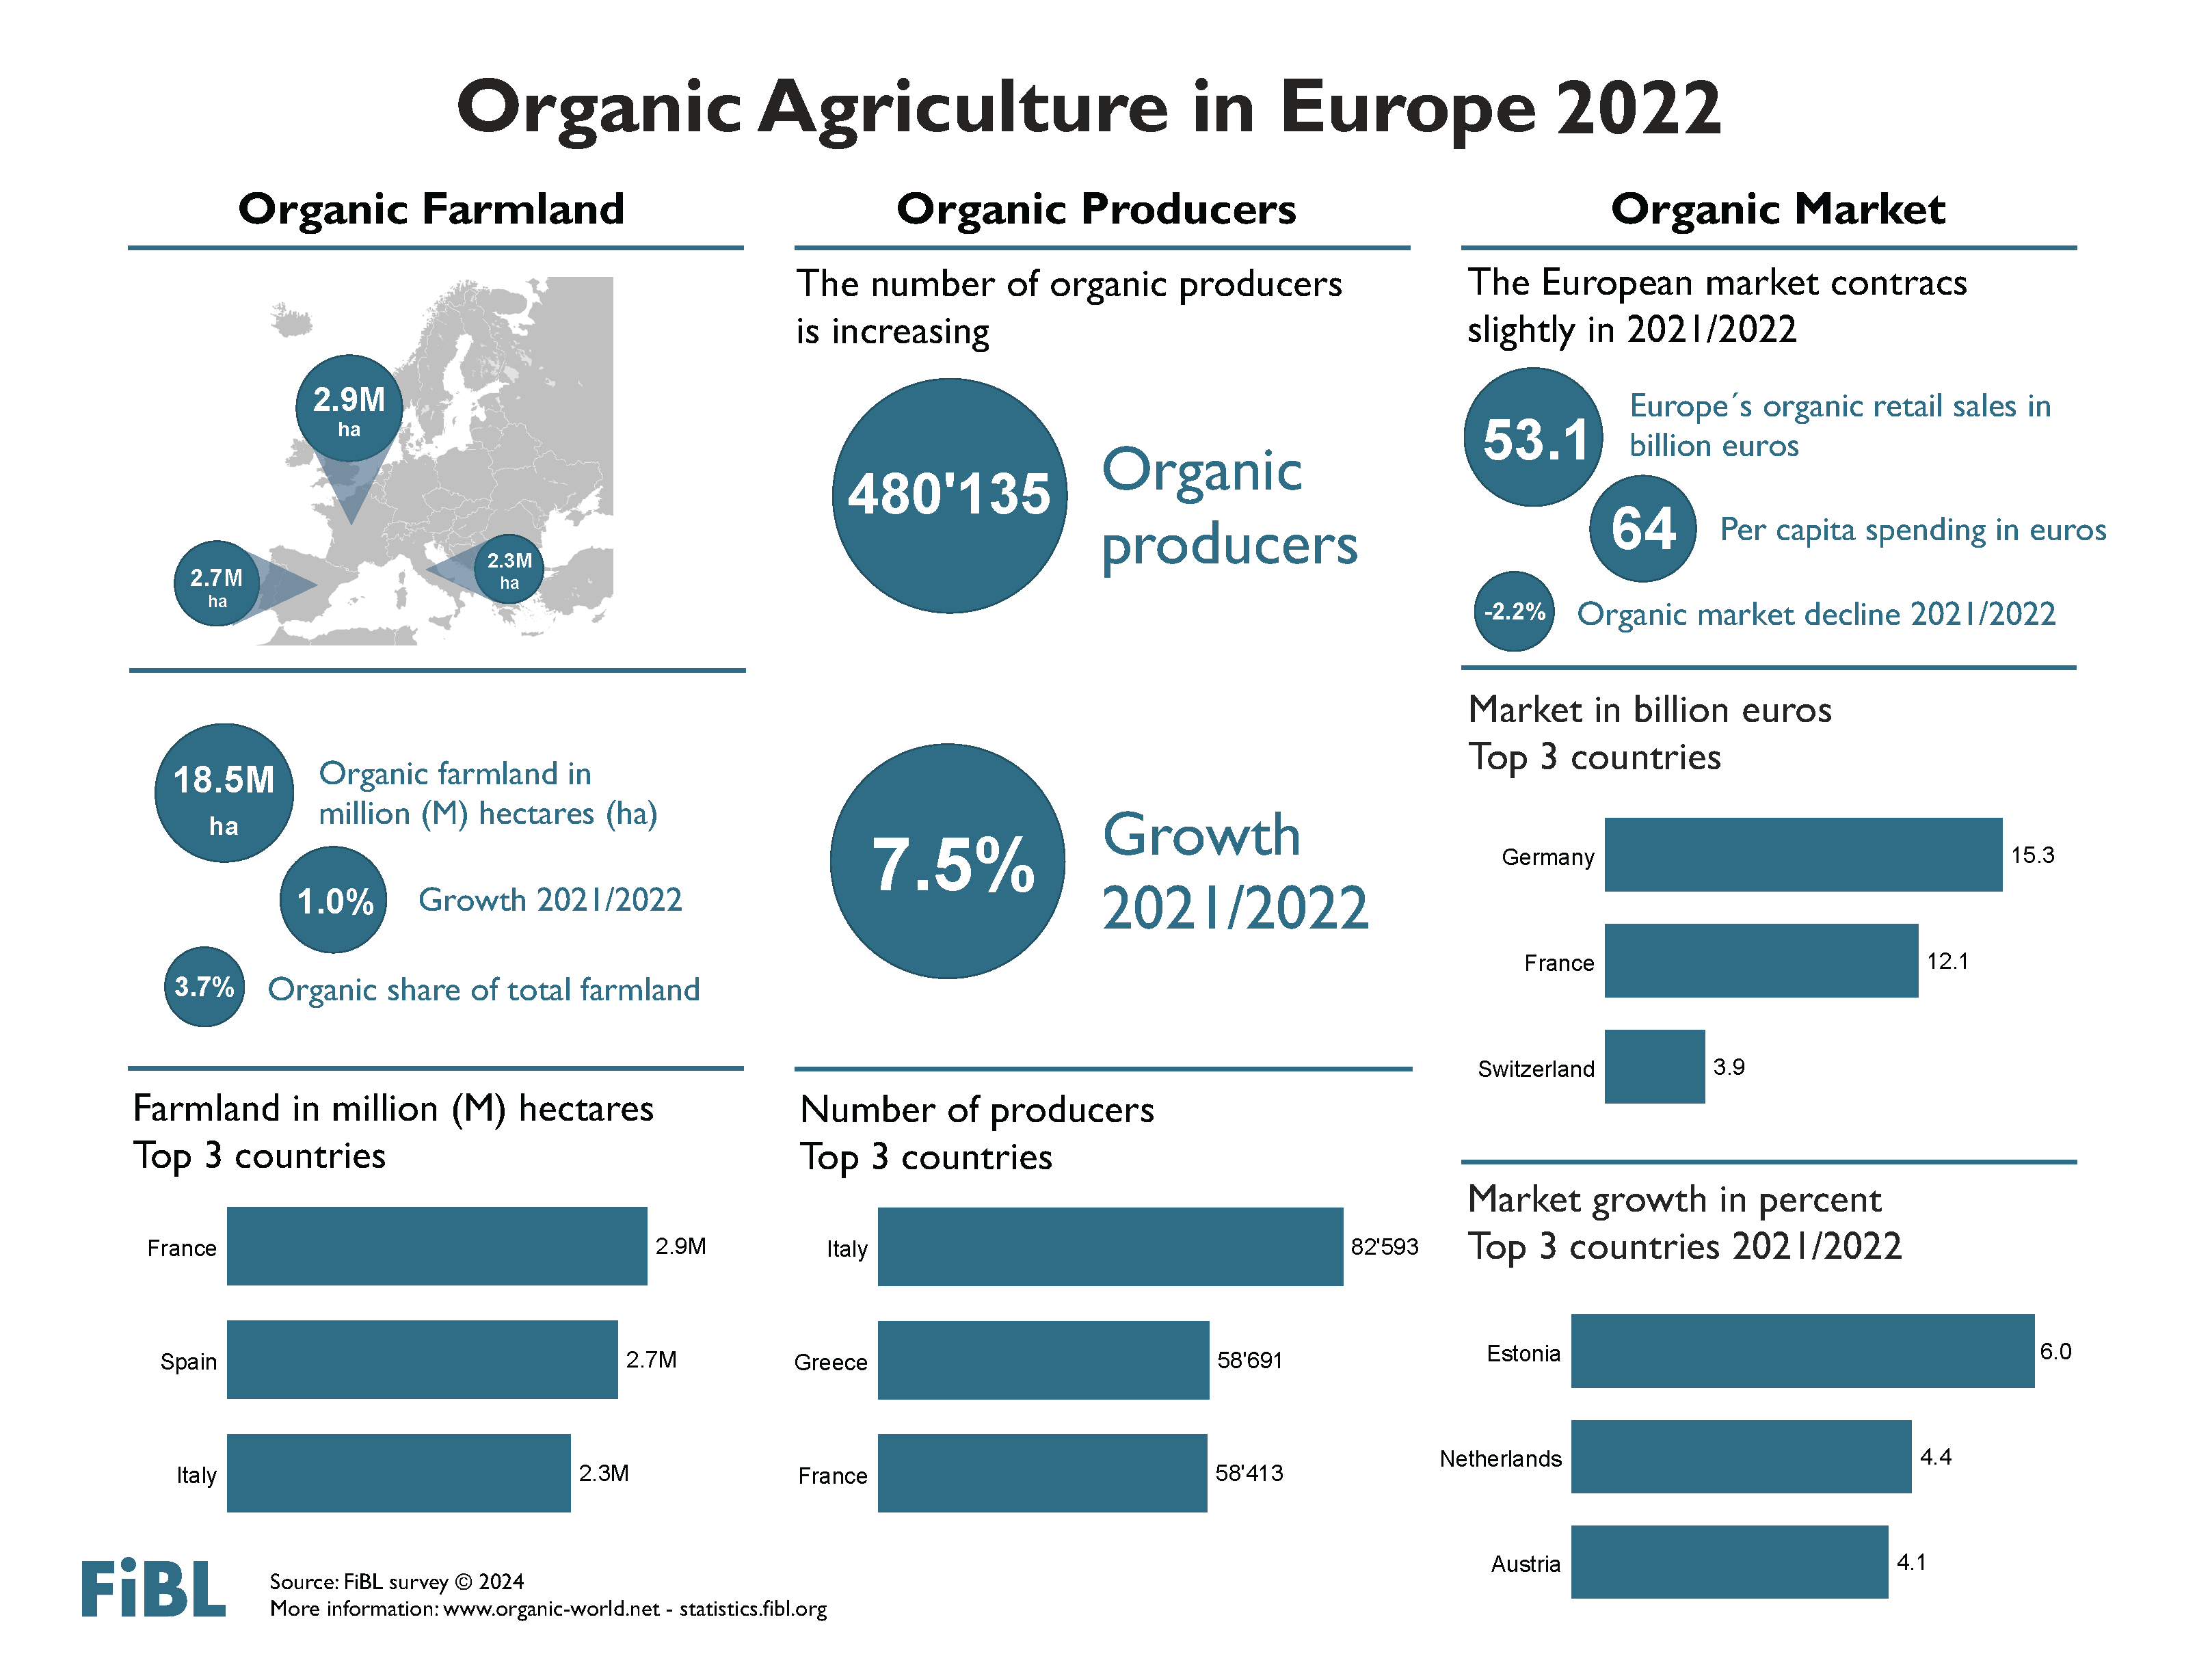 Organic Agriculture in Europe 2022
Organic Farmland
2.9M
ha
2.7M
ha
2.3M
ha
18.5M
ha
Organic farmland in
million (M) hectares (ha)
1.0%
Growth 2021/2022
3.7%
Organic share of total farmland
Farmland in million (M) hectares
Top 3 countries
France 2.9M
Spain 2.7M
Italy 2.3M
Organic Producers
The number of organic producers
is increasing
480'135
Organic
producers
7.5%
Growth
2021/2022
Number of producers
Top 3 countries
Italy 82'593
Greece 58'691
France 58'413
Organic Market
The European market contracs
slightly in 2021/2022
53.1
Europe´s organic retail sales in
billion euros
64
Per capita spending in euros
-2.2%
Organic market decline 2021/2022
Market in billion euros
Top 3 countries
Germany 15.3
France 12.1
Switzerland 3.9
Market growth in percent
Top 3 countries 2021/2022
Estonia 6.0
Netherlands 4.4
Austria 4.1
FiBL
Source: FiBL survey © 2024
More information: www.organic-world.net - statistics.fibl.org